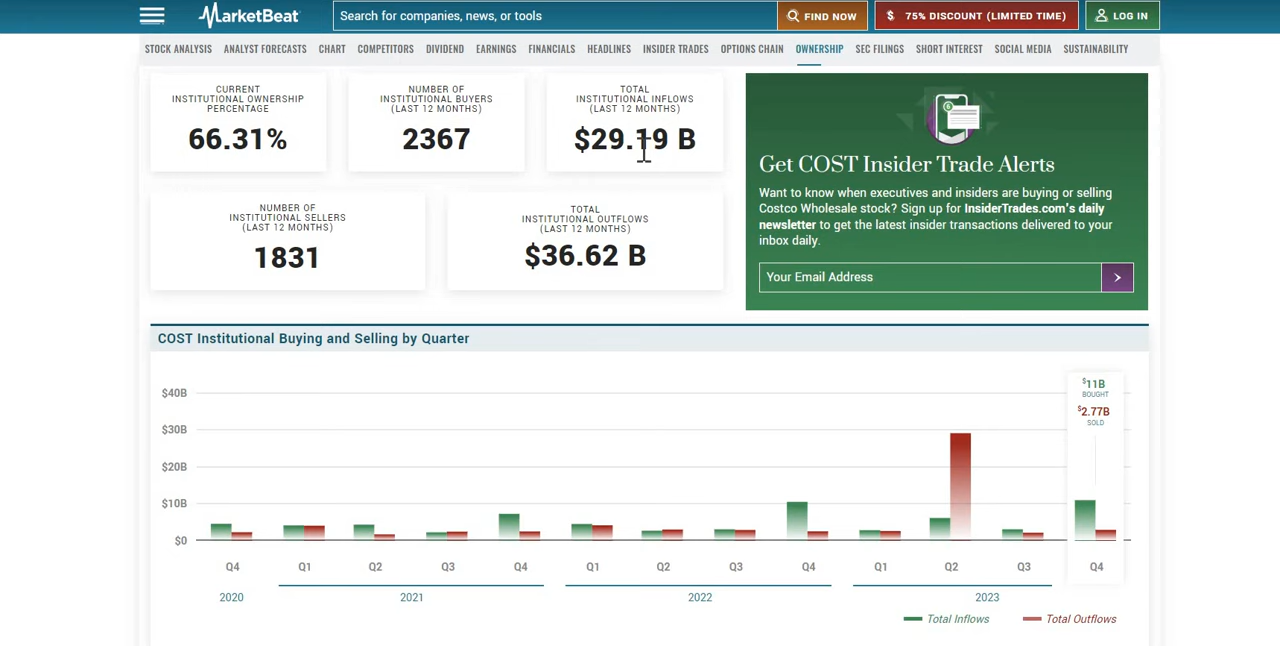 MarketBeat
Search for companies, news, or tools
FIND NOW
$ 75% DISCOUNT (LIMITED TIME)
LOG IN
STOCK ANALYSIS ANALYST FORECASTS CHART COMPETITORS DIVIDEND EARNINGS FINANCIALS HEADLINES INSIDER TRADES OPTIONS CHAIN OWNERSHIP SEC FILINGS SHORT INTEREST SOCIAL MEDIA SUSTAINABILITY
CURRENT
INSTITUTIONAL OWNERSHIP
PERCENTAGE
66.31%
NUMBER OF
INSTITUTIONAL BUYERS
(LAST 12 MONTHS)
2367
TOTAL
INSTITUTIONAL INFLOWS
(LAST 12 MONTHS)
$29.19 B
NUMBER OF
INSTITUTIONAL SELLERS
(LAST 12 MONTHS)
1831
TOTAL
INSTITUTIONAL OUTFLOWS
(LAST 12 MONTHS)
$36.62 B
Get COST Insider Trade Alerts
Want to know when executives and insiders are buying or selling
Costco Wholesale stock? Sign up for InsiderTrades.com's daily
newsletter to get the latest insider transactions delivered to your
inbox daily.
Your Email Address
COST Institutional Buying and Selling by Quarter
$11B
BOUGHT
$2.77B
SOLD
$40B
$30B
$20B
$10B
$0
Q4 Q1 Q2 Q3 Q4 Q1 Q2 Q3 Q4 Q1 Q2 Q3 Q4
2020 2021 2022 2023
Total Inflows Total Outflows